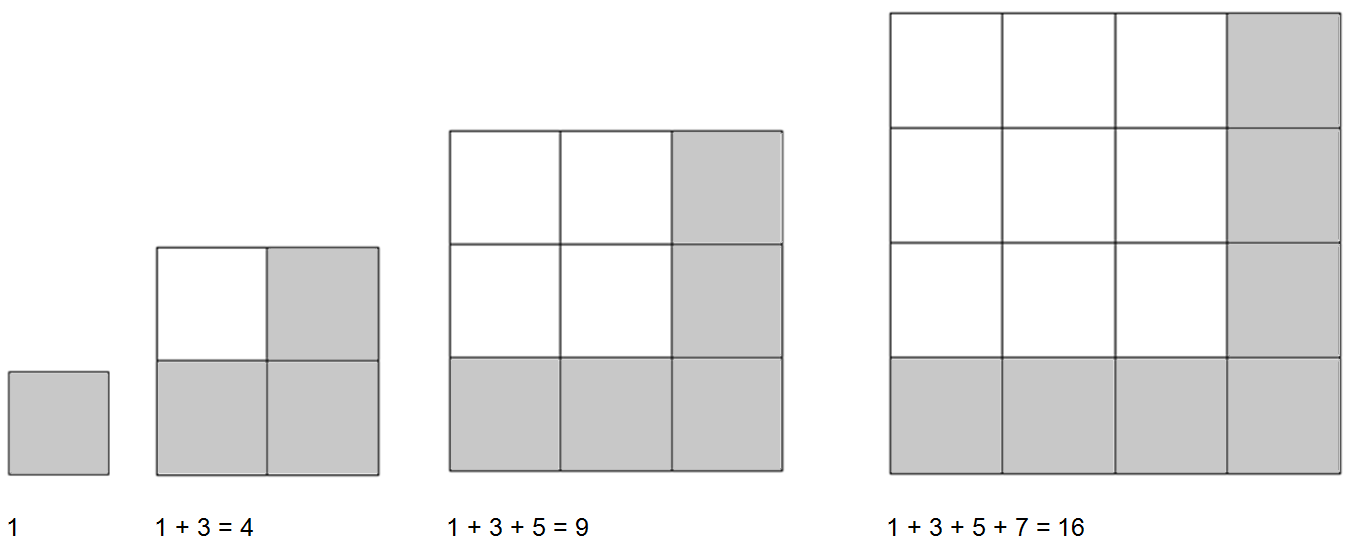 1
1 + 3 = 4
1 + 3 + 5 = 9
1 + 3 + 5 + 7 = 16